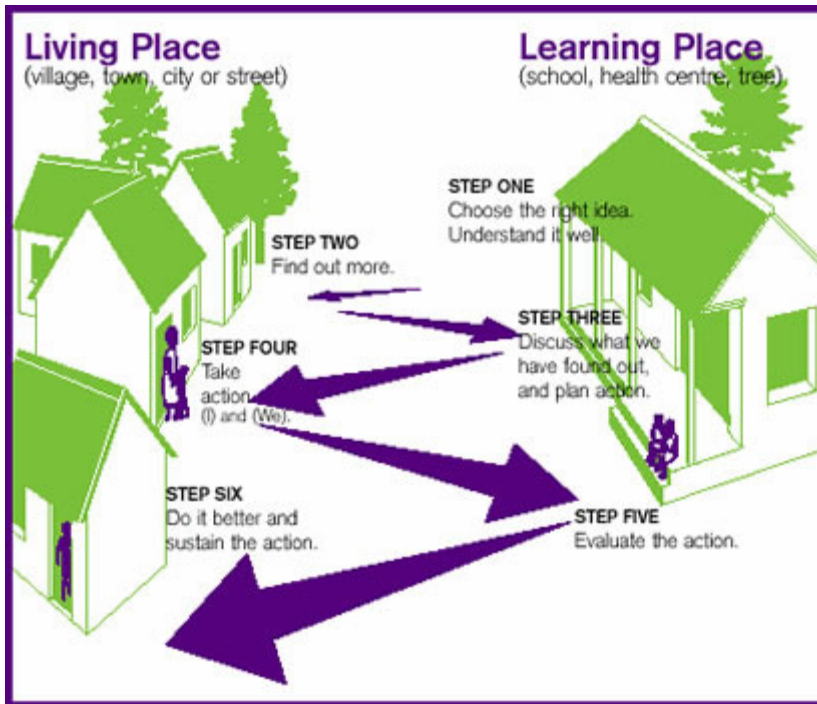 Living Place
(village, town, city or street)
Learning Place
(school, health centre, tree)
STEP ONE
Choose the right idea.
Understand it well.
STEP TWO
Find out more.
STEP THREE
Discuss what we
have found out,
and plan action.
STEP FOUR
Take
action
(I) and (We).
STEP FIVE
Evaluate the action.
STEP SIX
Do it better and
sustain the action.